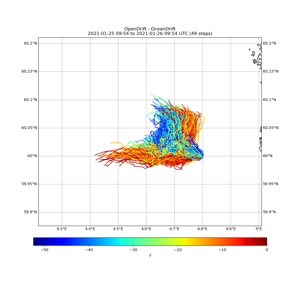 OpenDrift - OceanDrift
2021-01-25 09:54 to 2021-01-26 09:54 UTC (49 steps)
60.2°N 60.2°N
60.15°N 60.15°N
60.1°N 60.1°N
60.05°N 60.05°N
60°N 60°N
59.95°N 59.95°N
59.9°N 59.9°N
4.3°E 4.4°E 4.5°E 4.6°E 4.7°E 4.8°E 4.9°E 5°E
−50 −40 −30 −20 −10 0
z